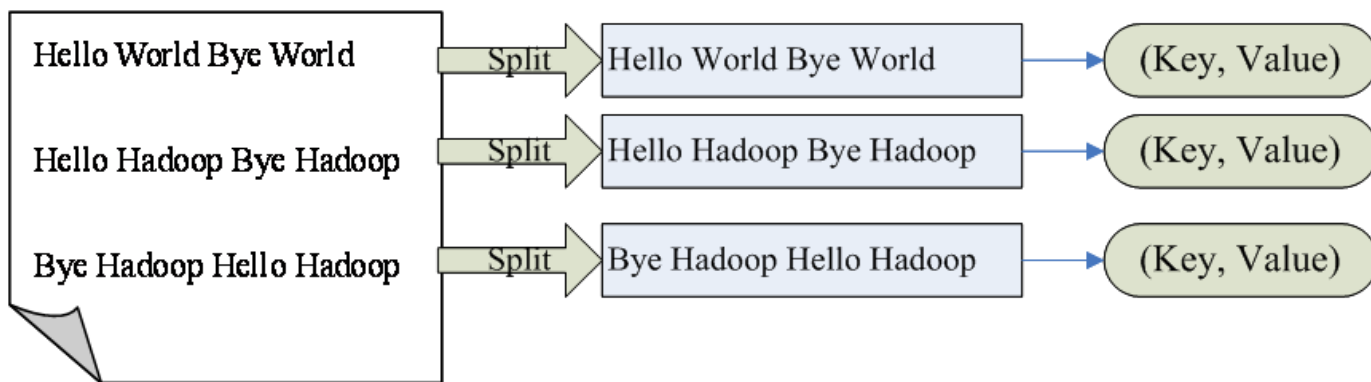 Hello World Bye World
Split
Hello World Bye World
(Key, Value)
Hello Hadoop Bye Hadoop
Split
Hello Hadoop Bye Hadoop
(Key, Value)
Bye Hadoop Hello Hadoop
Split
Bye Hadoop Hello Hadoop
(Key, Value)